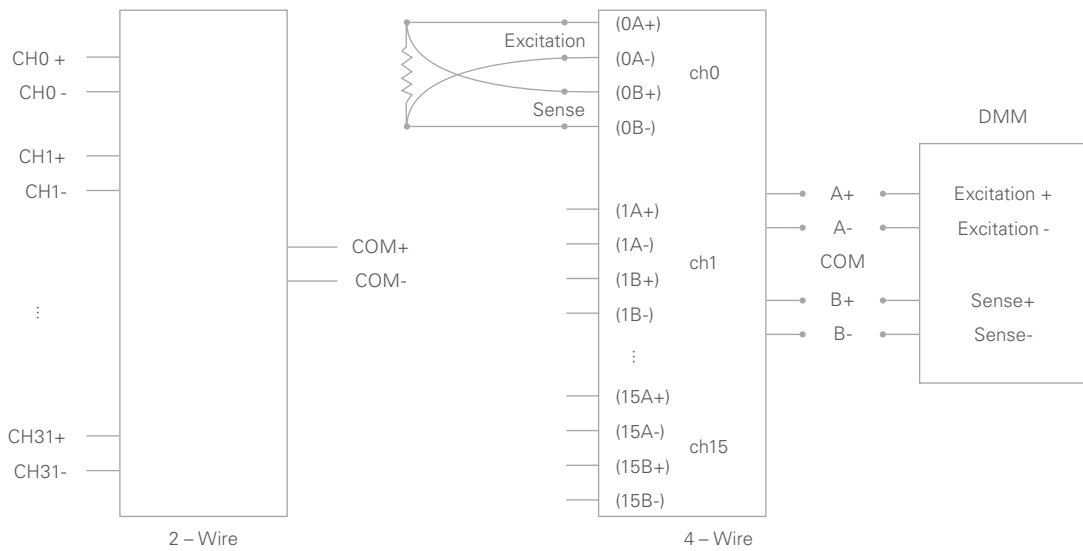 CH0 +
CH0 -
CH1+
CH1-
⋮
CH31+
CH31-
COM+
COM-
2 – Wire
Excitation
Sense
(0A+)
(0A-)
(0B+)
(0B-)
ch0
(1A+)
(1A-)
(1B+)
(1B-)
ch1
⋮
(15A+)
(15A-)
(15B+)
(15B-)
ch15
4 – Wire
A+
A-
COM
B+
B-
DMM
Excitation +
Excitation -
Sense+
Sense-